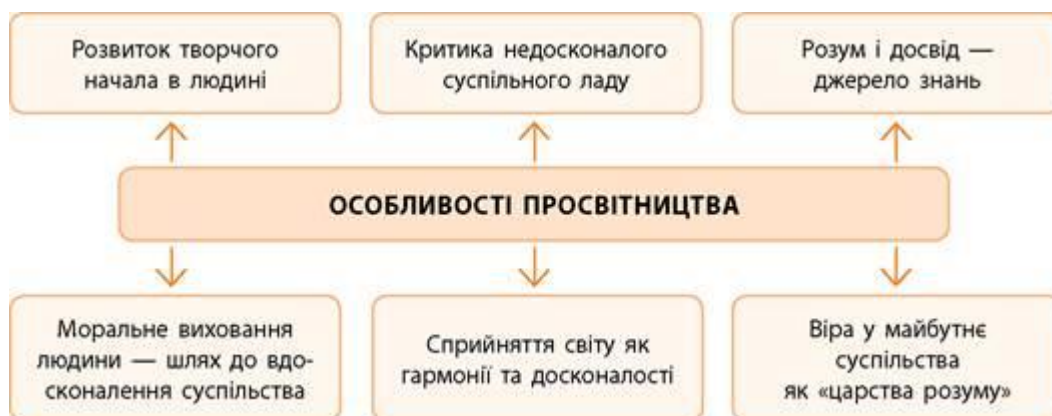 Розвиток творчого
начала в людині
Критика недосконалого
суспільного ладу
Розум і досвід —
джерело знань
ОСОБЛИВОСТІ ПРОСВІТНИЦТВА
Моральне виховання
людини — шлях до вдо-
сконалення суспільства
Сприйняття світу як
гармонії та досконалості
Віра у майбутнє
суспільства
як «царства розуму»